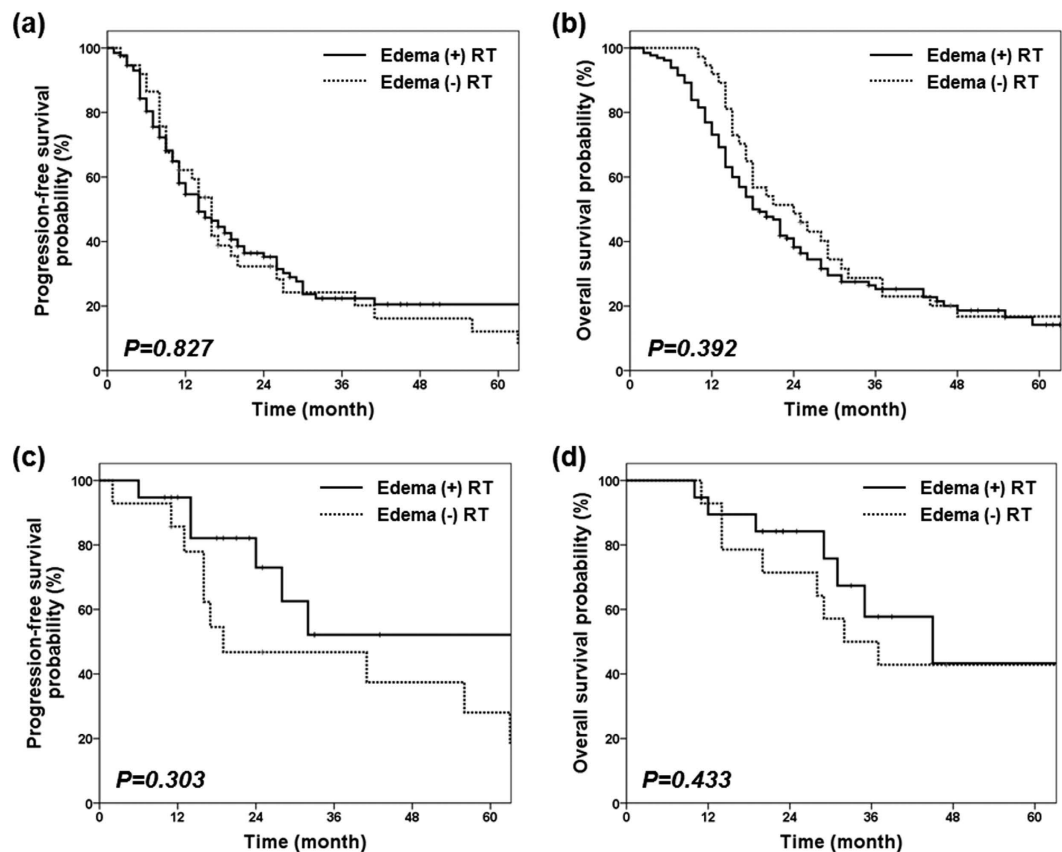 (a)
Progression-free survival
probability (%)
100
80
60
40
20
0
Edema (+) RT
Edema (-) RT
P=0.827
0 12 24 36 48 60
Time (month)
(b)
Overall survival probability (%)
100
80
60
40
20
0
Edema (+) RT
Edema (-) RT
P=0.392
0 12 24 36 48 60
Time (month)
(c)
Progression-free survival
probability (%)
100
80
60
40
20
0
Edema (+) RT
Edema (-) RT
P=0.303
0 12 24 36 48 60
Time (month)
(d)
Overall survival probability (%)
100
80
60
40
20
0
Edema (+) RT
Edema (-) RT
P=0.433
0 12 24 36 48 60
Time (month)